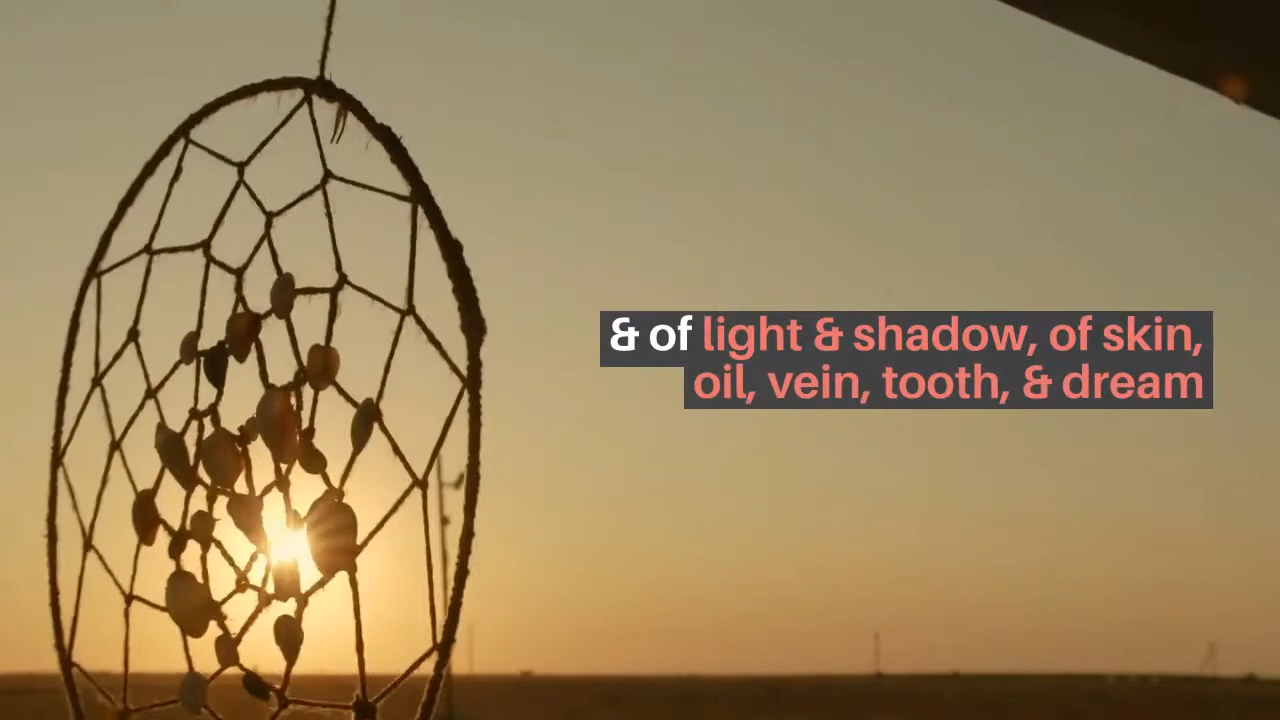 & of light & shadow, of skin,
oil, vein, tooth, & dream